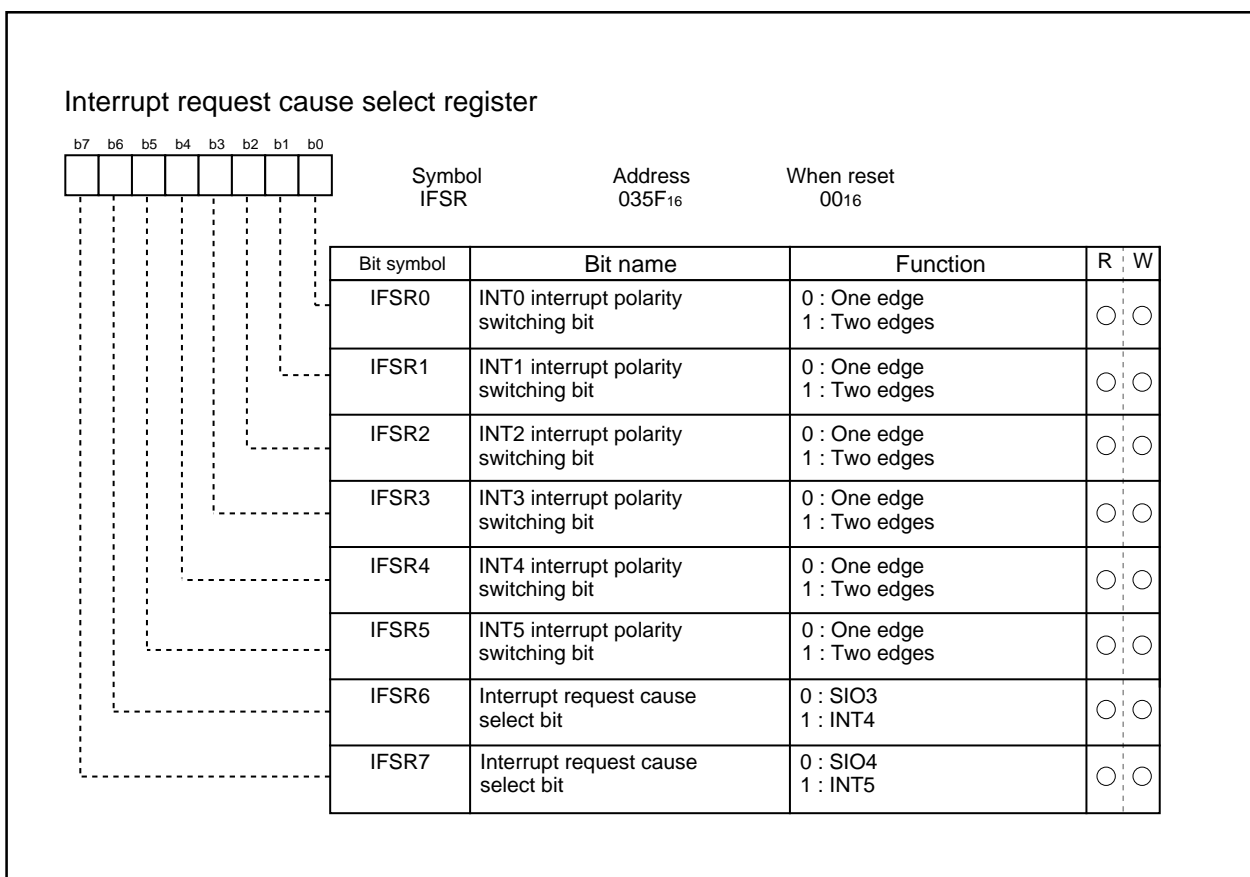 Interrupt request cause select register
b7 b6 b5 b4 b3 b2 b1 b0
Symbol Address When reset
IFSR 035F16 0016
Bit symbol Bit name Function R W
IFSR0 INT0 interrupt polarity 0 : One edge
switching bit 1 : Two edges
IFSR1 INT1 interrupt polarity 0 : One edge
switching bit 1 : Two edges
IFSR2 INT2 interrupt polarity 0 : One edge
switching bit 1 : Two edges
IFSR3 INT3 interrupt polarity 0 : One edge
switching bit 1 : Two edges
IFSR4 INT4 interrupt polarity 0 : One edge
switching bit 1 : Two edges
IFSR5 INT5 interrupt polarity 0 : One edge
switching bit 1 : Two edges
IFSR6 Interrupt request cause 0 : SIO3
select bit 1 : INT4
IFSR7 Interrupt request cause 0 : SIO4
select bit 1 : INT5